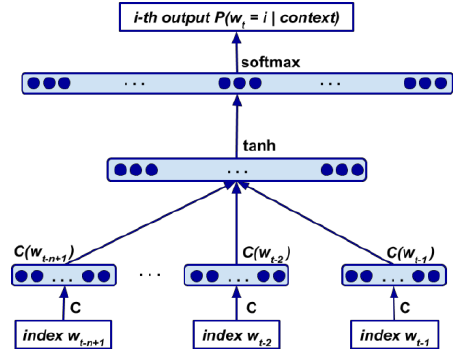 i-th output P(w_t = i | context)
softmax
. . . . . .
tanh
. . .
C(w_{t-n+1}) C(w_{t-2}) C(w_{t-1})
. . . . . . . . . . . .
C C C
index w_{t-n+1} index w_{t-2} index w_{t-1}